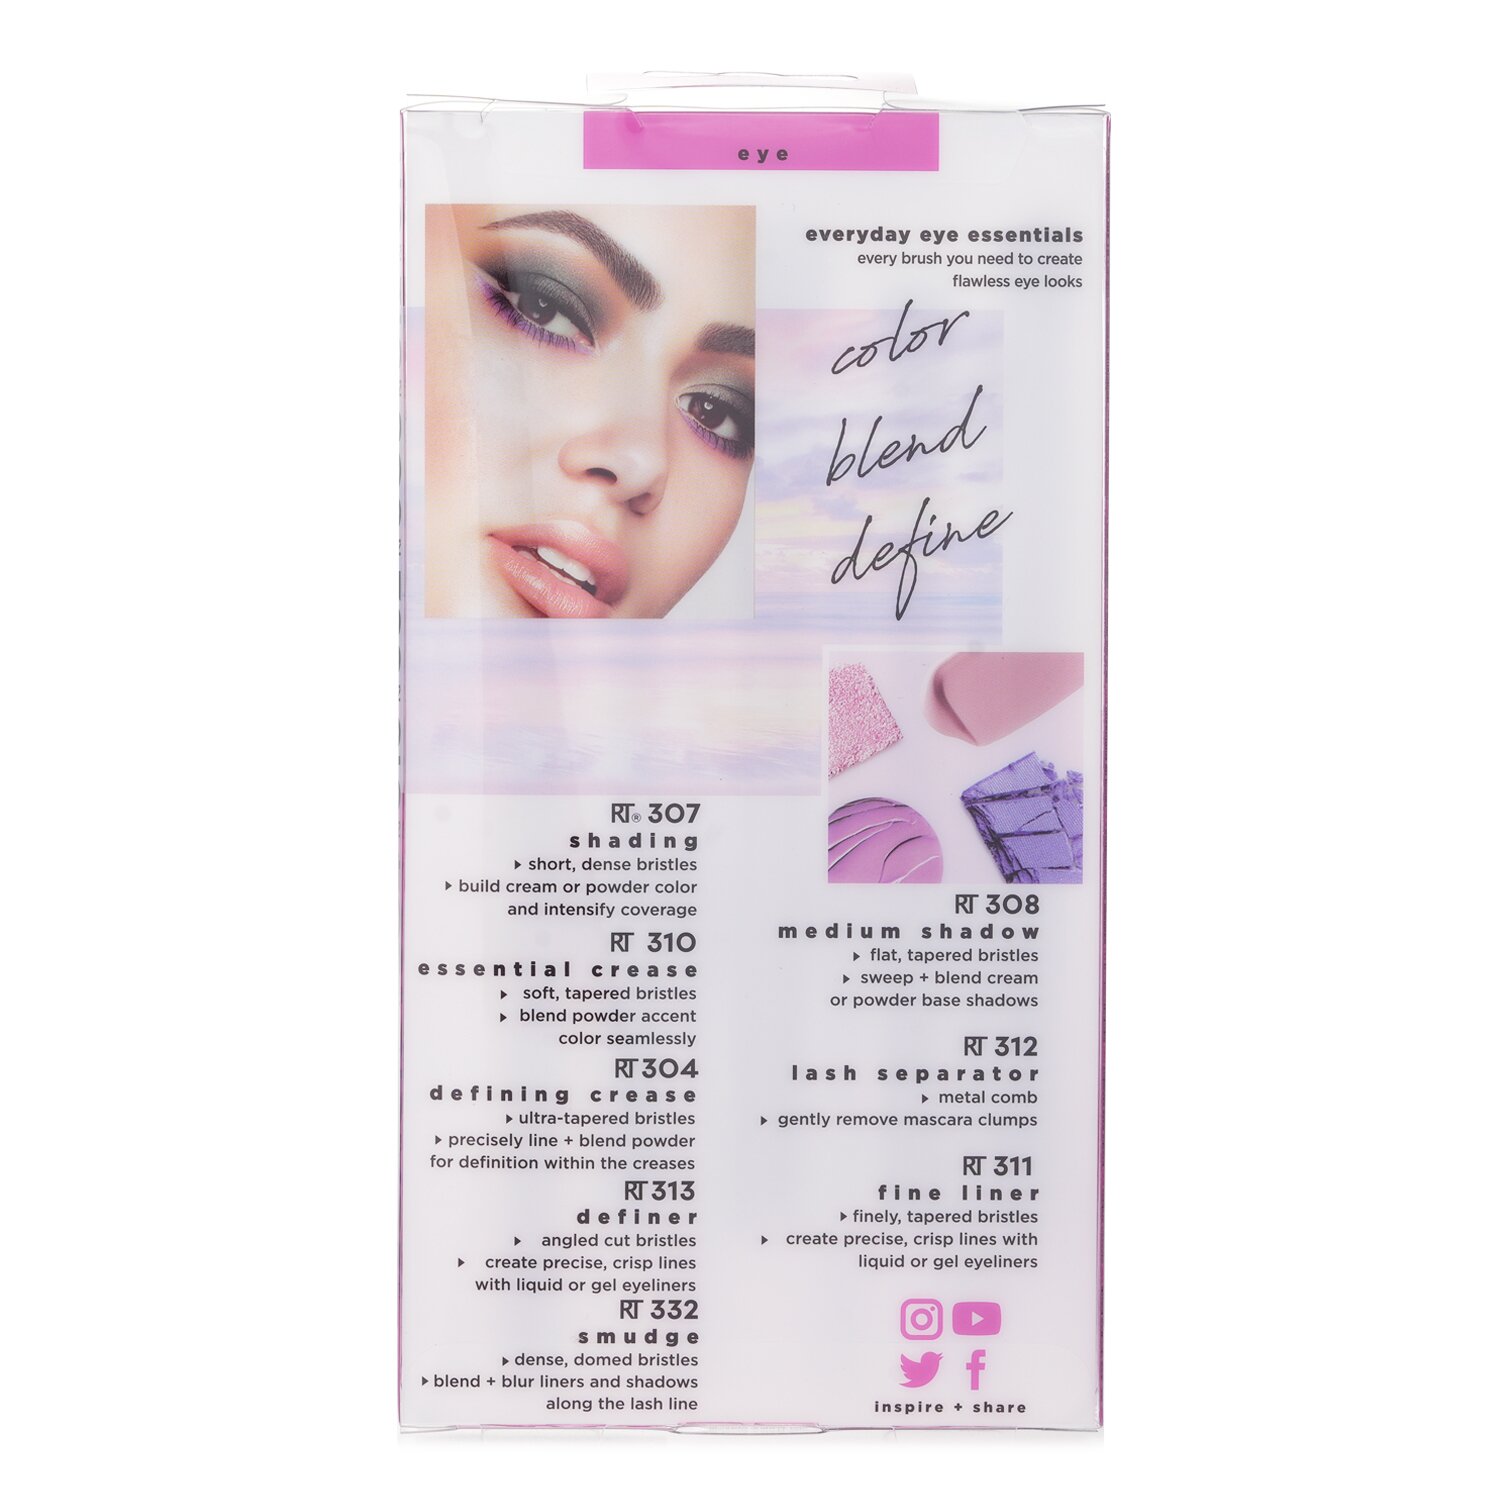 eye
everyday eye essentials
every brush you need to create
flawless eye looks
color
blend
define
RT® 307
shading
▸ short, dense bristles
▸ build cream or powder color
and intensify coverage
RT 310
essential crease
▸ soft, tapered bristles
▸ blend powder accent
color seamlessly
RT 304
defining crease
▸ ultra-tapered bristles
▸ precisely line + blend powder
for definition within the creases
RT 313
definer
▸ angled cut bristles
▸ create precise, crisp lines
with liquid or gel eyeliners
RT 332
smudge
▸ dense, domed bristles
▸ blend + blur liners and shadows
along the lash line
RT 308
medium shadow
▸ flat, tapered bristles
▸ sweep + blend cream
or powder base shadows
RT 312
lash separator
▸ metal comb
▸ gently remove mascara clumps
RT 311
fine liner
▸ finely, tapered bristles
▸ create precise, crisp lines with
liquid or gel eyeliners
inspire + share